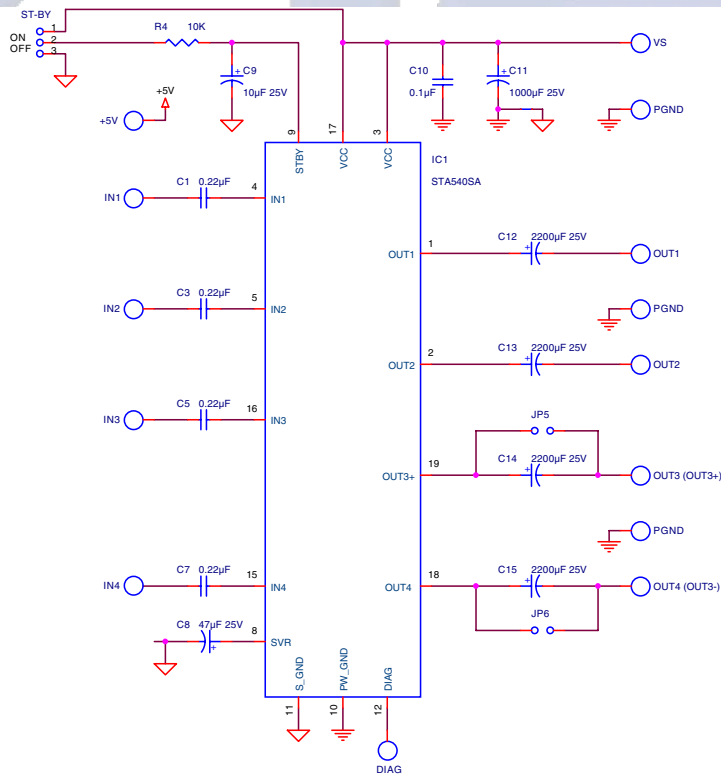 ST-BY
1
ON 2
OFF 3
R4 10K
C9
10µF 25V
+5V
+5V
C10
0.1µF
C11
1000µF 25V
VS
PGND
9
17
3
STBY
VCC
VCC
IC1
STA540SA
IN1
C1 0.22µF
4
IN1
1
OUT1
C12 2200µF 25V
OUT1
IN2
C3 0.22µF
5
IN2
PGND
2
OUT2
C13 2200µF 25V
OUT2
IN3
C5 0.22µF
16
IN3
JP5
19
OUT3+
C14 2200µF 25V
OUT3 (OUT3+)
PGND
IN4
C7 0.22µF
15
IN4
18
OUT4
C15 2200µF 25V
OUT4 (OUT3-)
JP6
C8 47µF 25V
8
SVR
S_GND
PW_GND
DIAG
11
10
12
DIAG